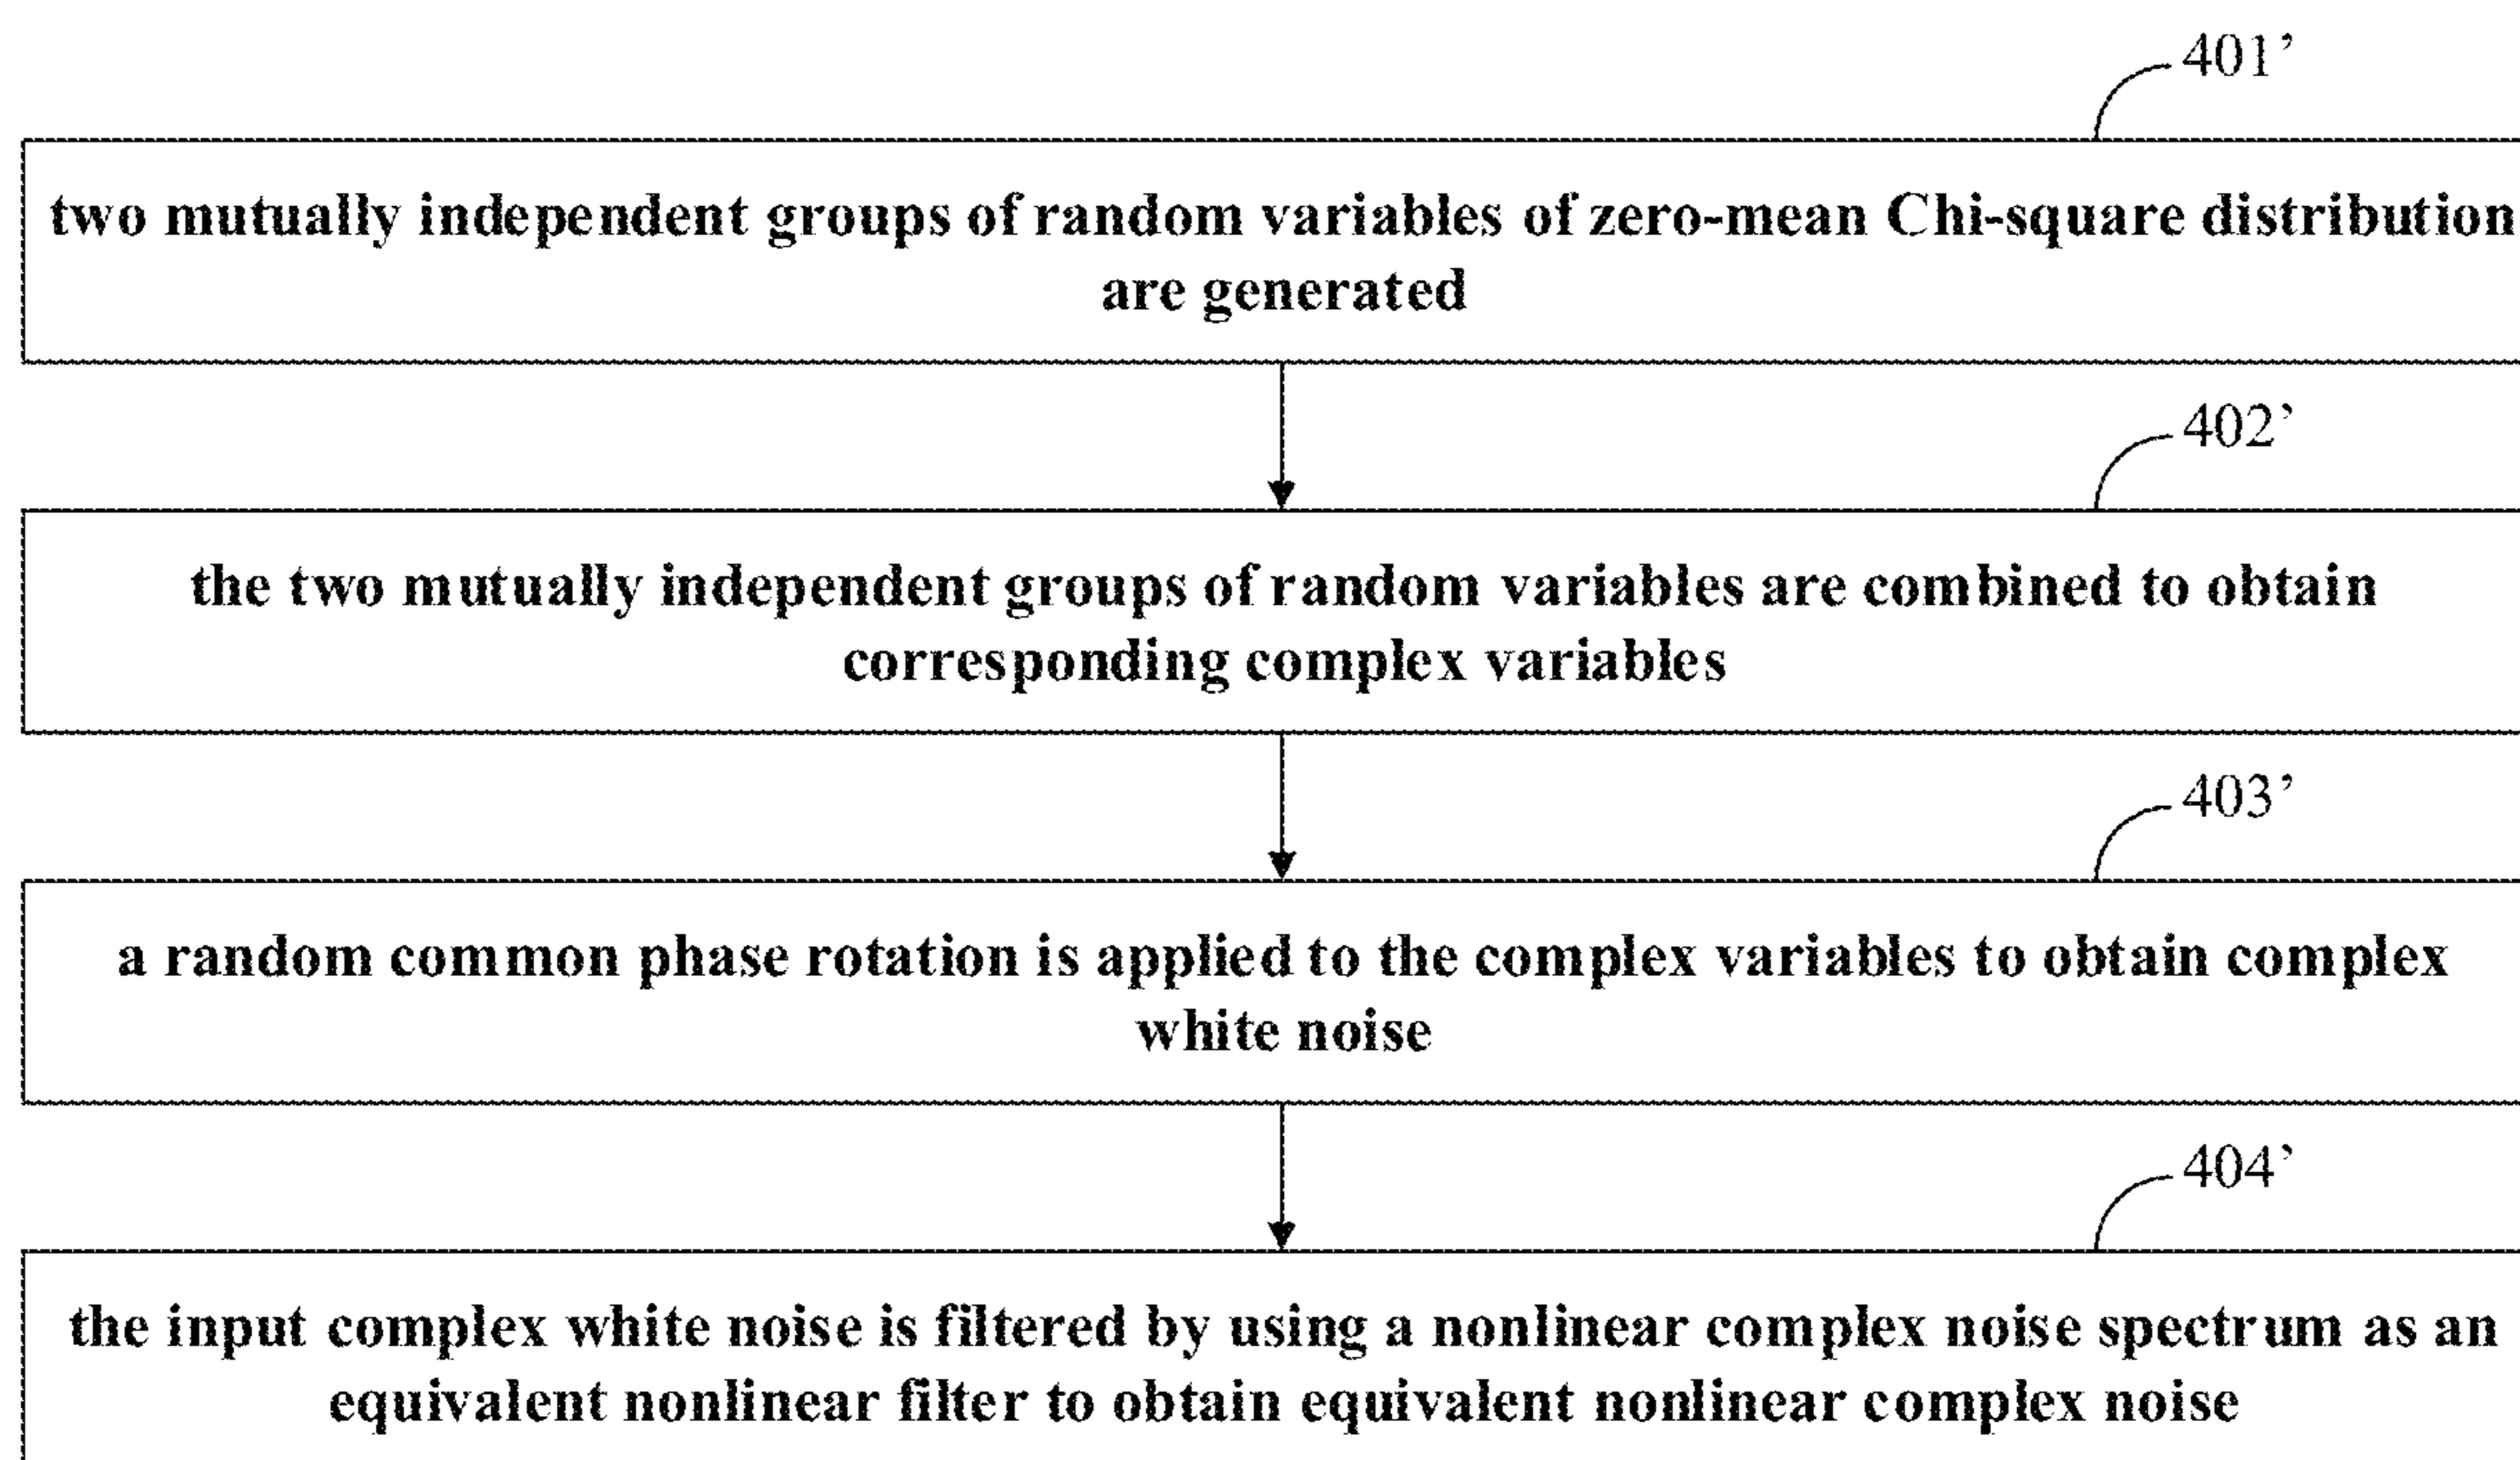 401’
two mutually independent groups of random variables of zero-mean Chi-square distribution
are generated
402’
the two mutually independent groups of random variables are combined to obtain
corresponding complex variables
403’
a random common phase rotation is applied to the complex variables to obtain complex
white noise
404’
the input complex white noise is filtered by using a nonlinear complex noise spectrum as an
equivalent nonlinear filter to obtain equivalent nonlinear complex noise